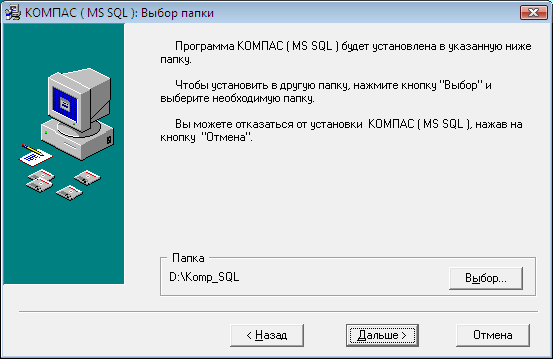 КОМПАС ( MS SQL ): Выбор папки
Программа КОМПАС ( MS SQL ) будет установлена в указанную ниже
папку.
Чтобы установить в другую папку, нажмите кнопку "Выбор" и
выберите необходимую папку.
Вы можете отказаться от установки КОМПАС ( MS SQL ), нажав на
кнопку "Отмена".
Папка
D:\Komp_SQL
Выбор...
< Назад
Дальше >
Отмена